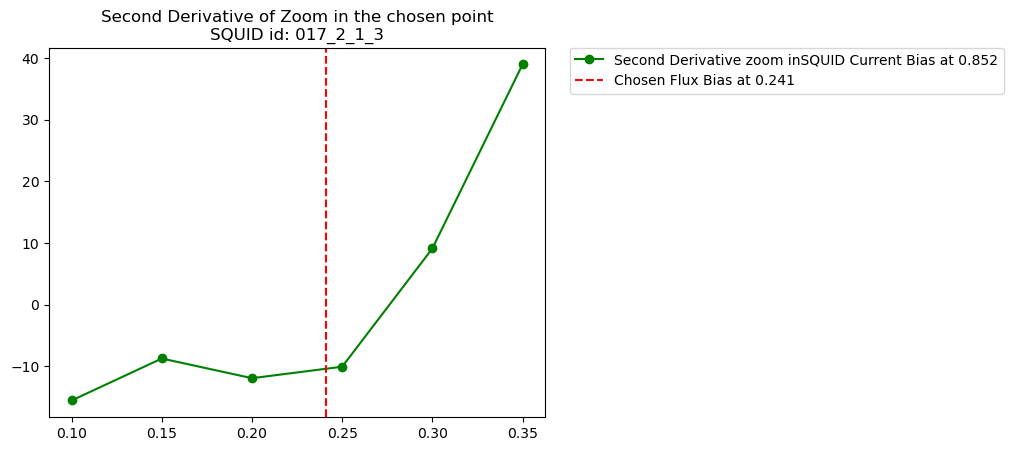 Second Derivative of Zoom in the chosen point
SQUID id: 017_2_1_3
40
30
20
10
0
−10
0.10 0.15 0.20 0.25 0.30 0.35
Second Derivative zoom inSQUID Current Bias at 0.852
Chosen Flux Bias at 0.241